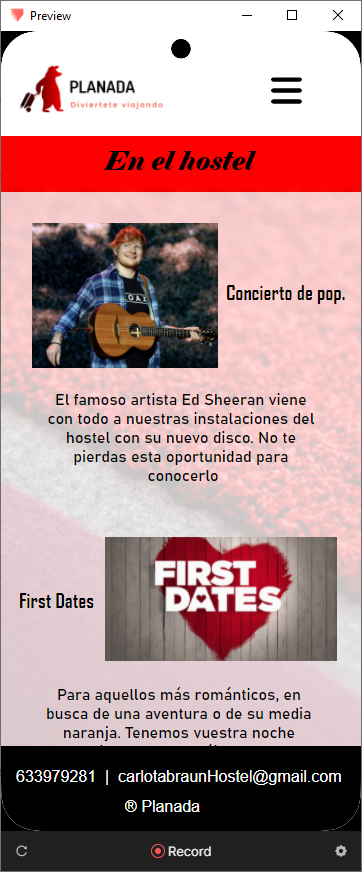 Preview
PLANADA
Diviertete viajando
En el hostel
GAX
Concierto de pop.
El famoso artista Ed Sheeran viene
con todo a nuestras instalaciones del
hostel con su nuevo disco. No te
pierdas esta oportunidad para
conocerlo
First Dates
FIRST
DATES
Para aquellos más románticos, en
busca de una aventura o de su media
naranja. Tenemos vuestra noche
633979281 | carlotabraunHostel@gmail.com
® Planada
Record